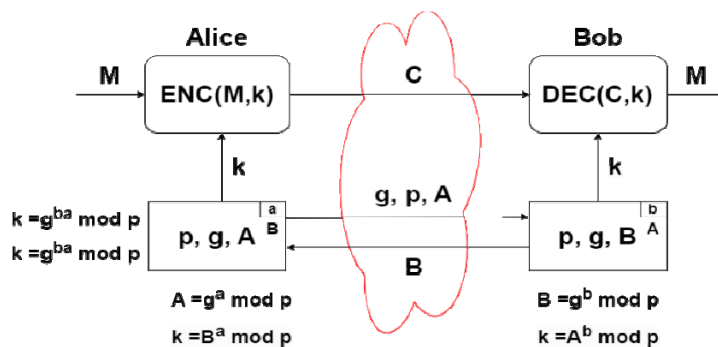 Alice
Bob
M
ENC(M,k)
C
DEC(C,k)
M
k
k
k =g^ba mod p
k =g^ba mod p
p, g, A
a
B
g, p, A
B
p, g, B
b
A
A =g^a mod p
k =B^a mod p
B =g^b mod p
k =A^b mod p